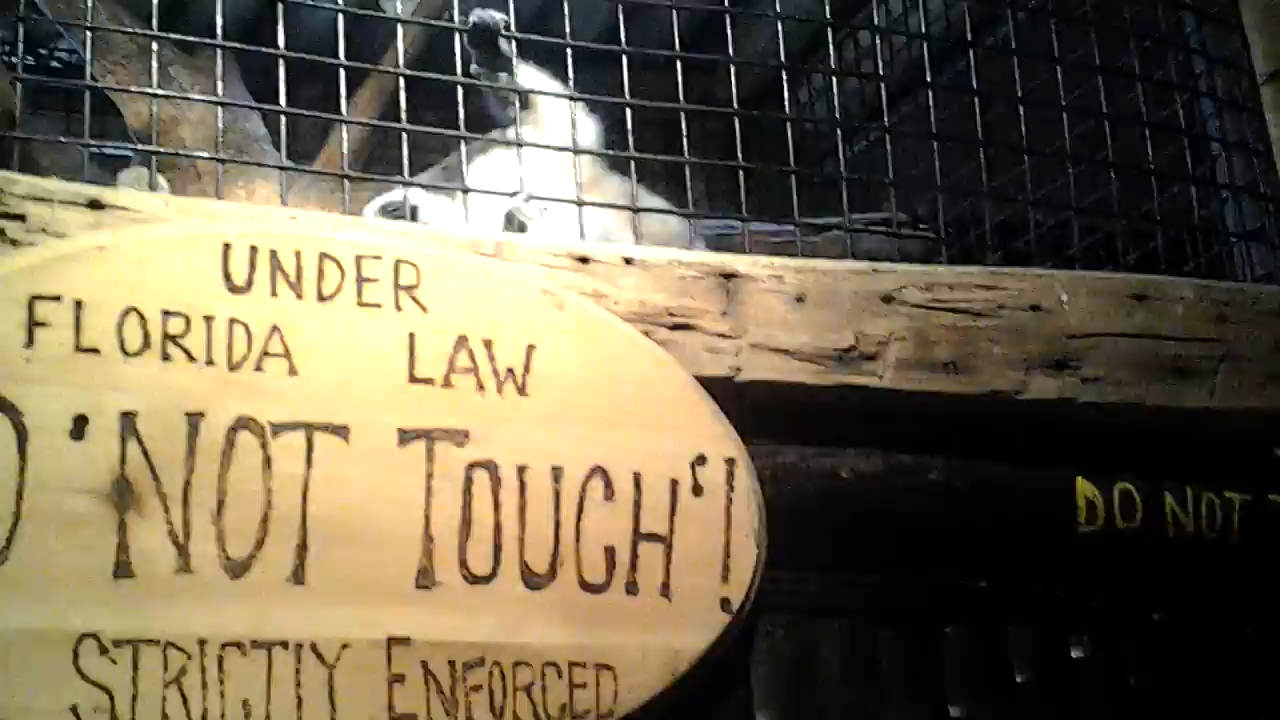 UNDER
FLORIDA LAW
O 'NOT TOUCH'!
STRICTLY ENFORCED
DO NOT